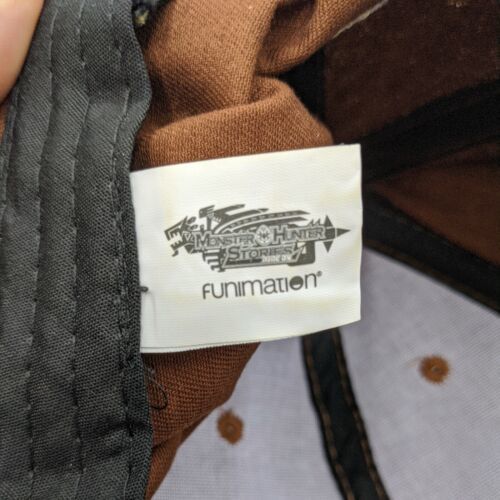 MONSTER HUNTER
STORIES
RIDE ON
FUNIMATION®